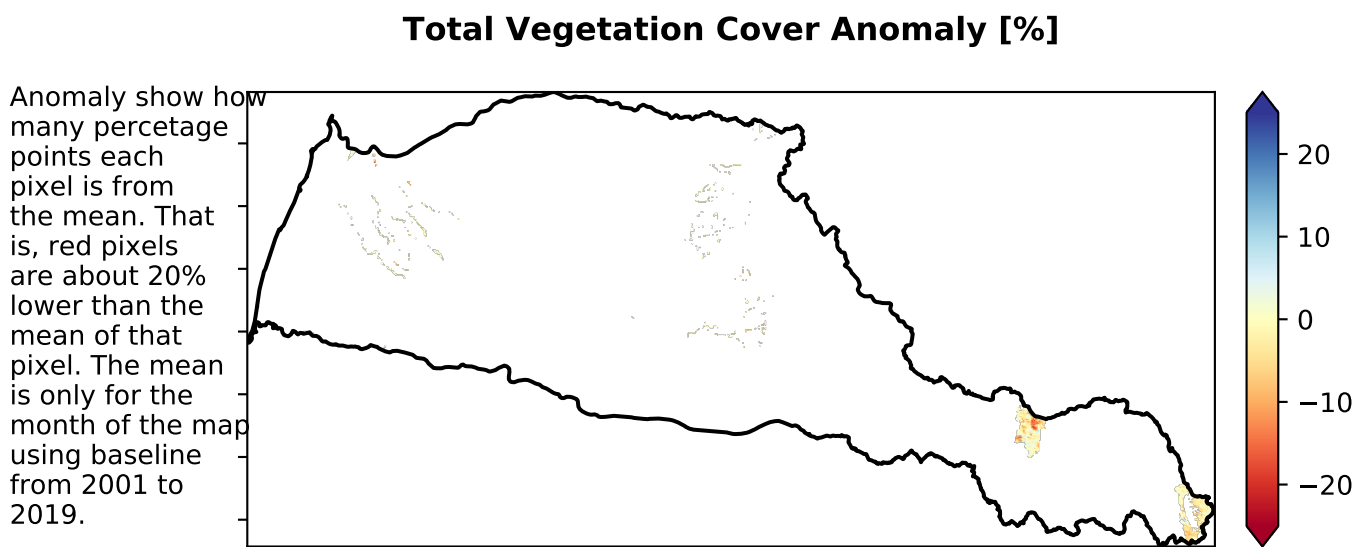 Total Vegetation Cover Anomaly [%]
Anomaly show how
many percetage
points each
pixel is from
the mean. That
is, red pixels
are about 20%
lower than the
mean of that
pixel. The mean
is only for the
month of the map
using baseline
from 2001 to
2019.
20
10
0
−10
−20